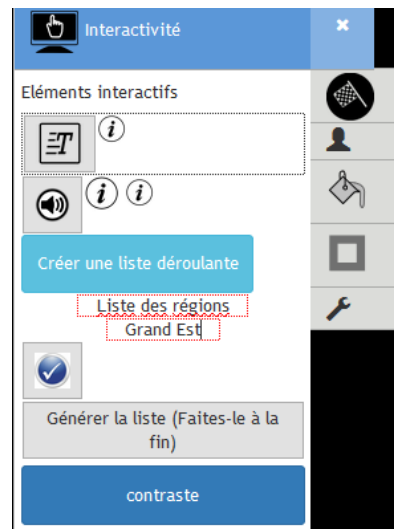 Interactivité
×
Eléments interactifs
T
i
i i
Créer une liste déroulante
Liste des régions
Grand Est
Générer la liste (Faites-le à la
fin)
contraste